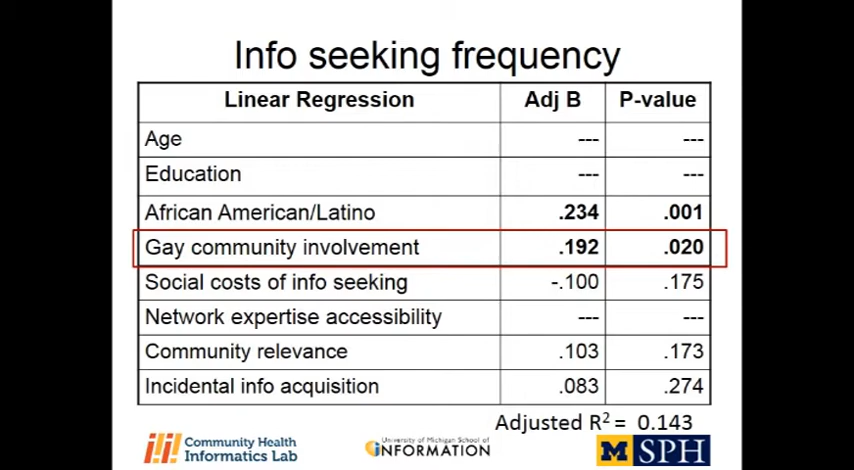 Info seeking frequency
Linear Regression Adj B P-value
Age --- ---
Education --- ---
African American/Latino .234 .001
Gay community involvement .192 .020
Social costs of info seeking -.100 .175
Network expertise accessibility --- ---
Community relevance .103 .173
Incidental info acquisition .083 .274
Adjusted R² = 0.143
Community Health
Informatics Lab
University of Michigan School of
INFORMATION
M SPH